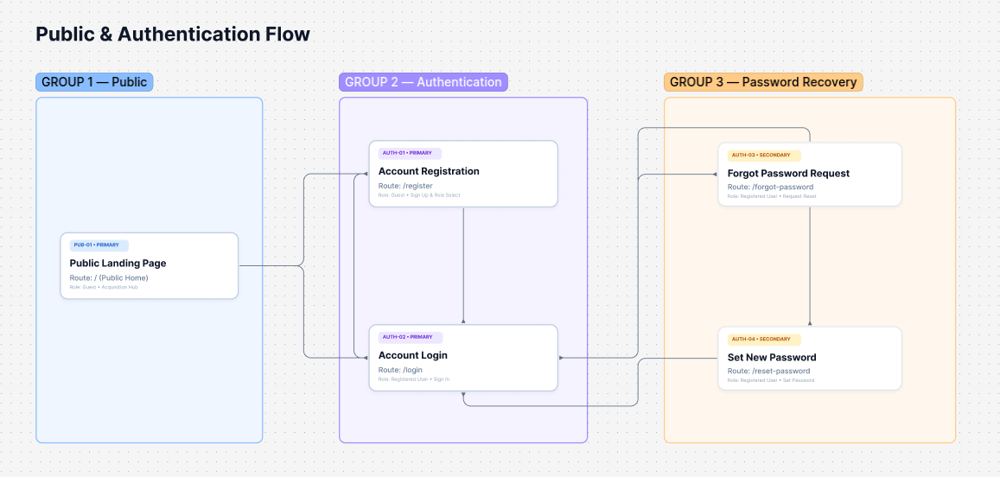 Public & Authentication Flow
GROUP 1 — Public
GROUP 2 — Authentication
GROUP 3 — Password Recovery
PUB-01 • PRIMARY
Public Landing Page
Route: / (Public Home)
Role: Guest • Acquisition Hub
AUTH-01 • PRIMARY
Account Registration
Route: /register
Role: Guest • Sign Up & Role Select
AUTH-02 • PRIMARY
Account Login
Route: /login
Role: Registered User • Sign In
AUTH-03 • SECONDARY
Forgot Password Request
Route: /forgot-password
Role: Registered User • Request Reset
AUTH-04 • SECONDARY
Set New Password
Route: /reset-password
Role: Registered User • Set Password